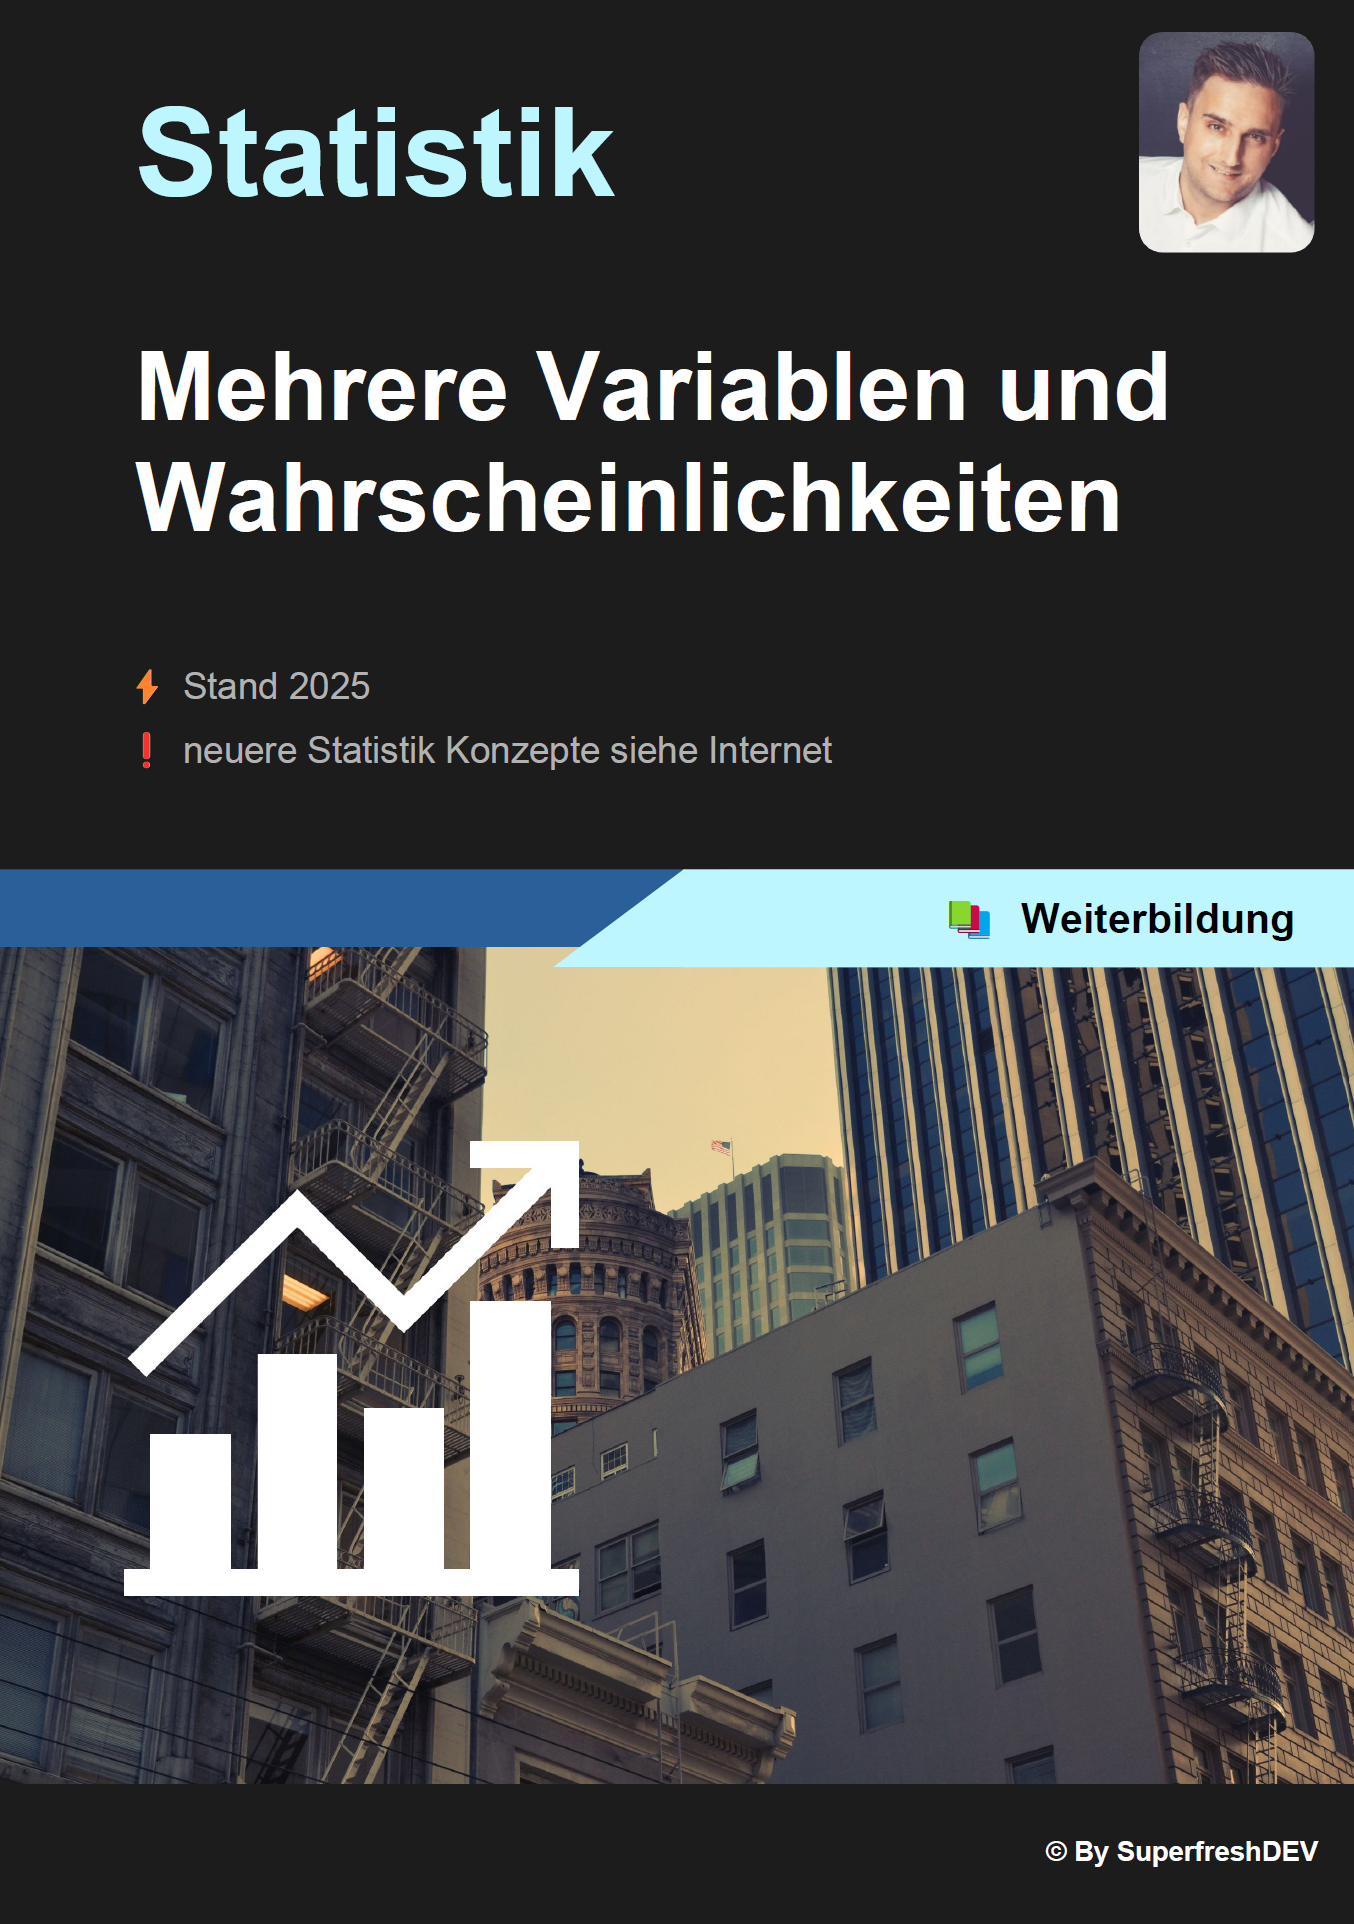 Statistik
Mehrere Variablen und
Wahrscheinlichkeiten
Stand 2025
neuere Statistik Konzepte siehe Internet
Weiterbildung
© By SuperfreshDEV